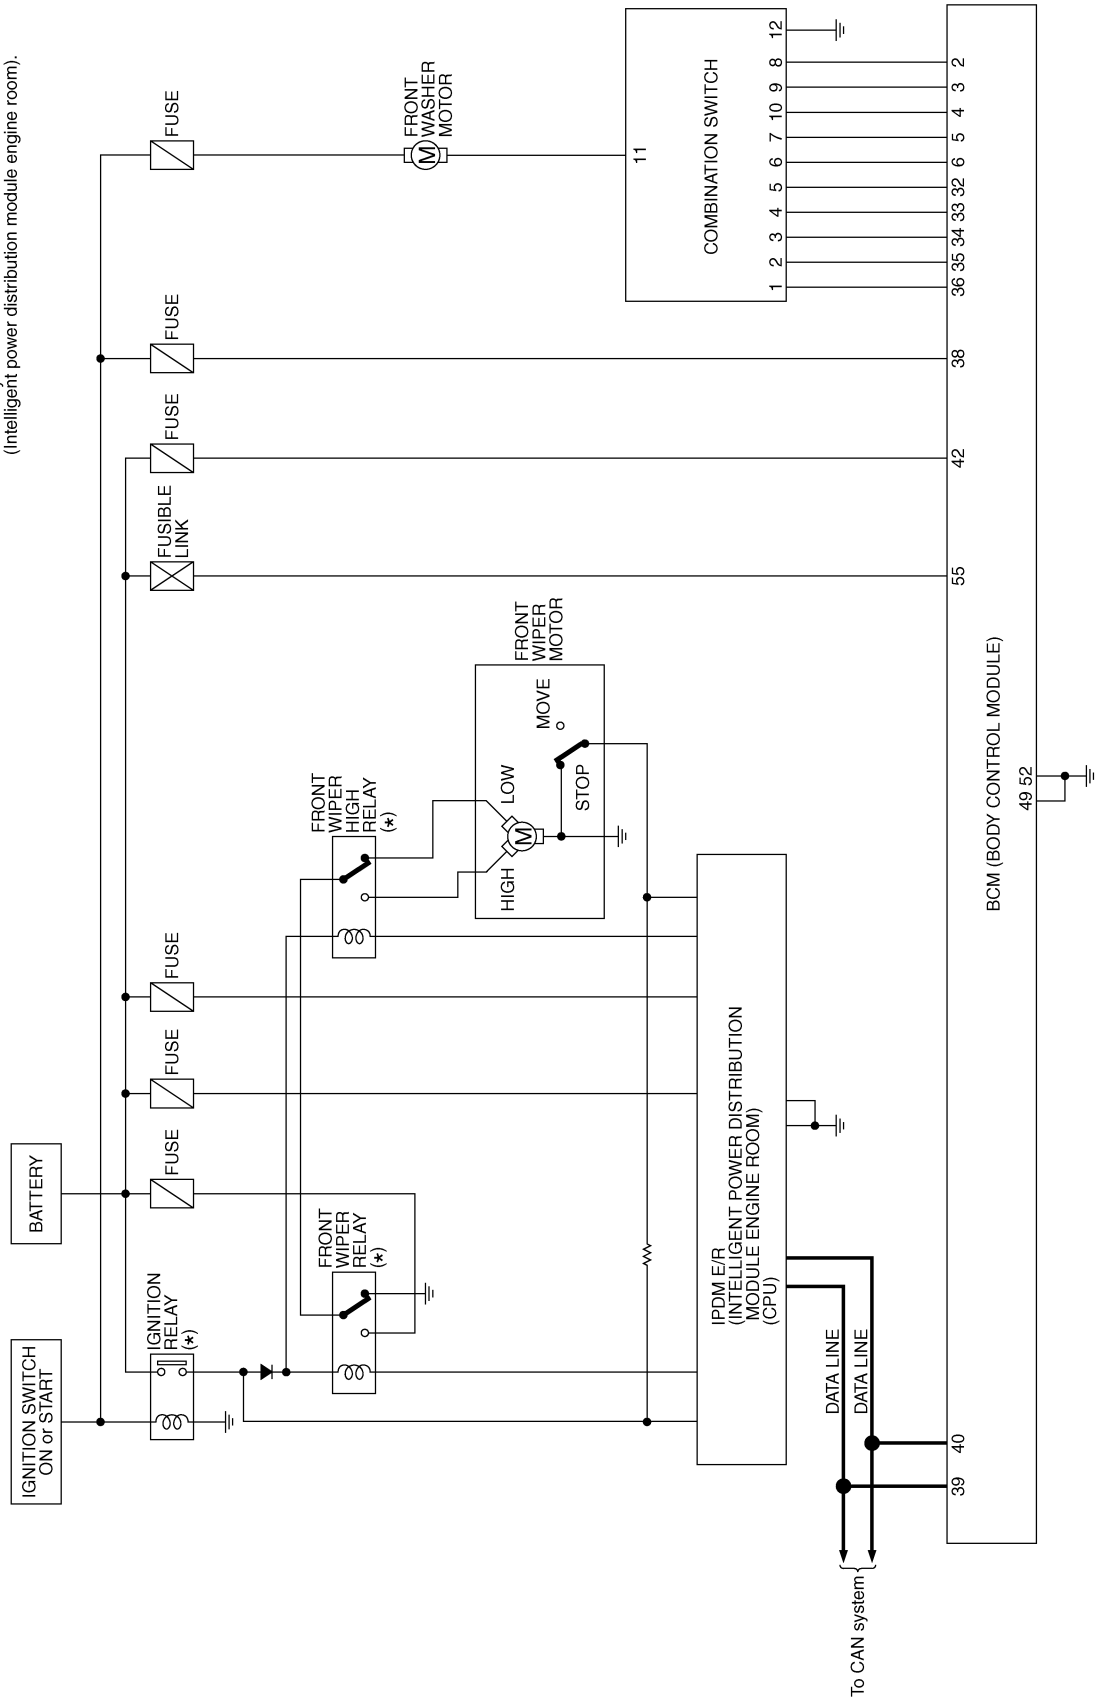 (Intelligent power distribution module engine room).
IGNITION SWITCH
ON or START
BATTERY
IGNITION
RELAY
(*)
FUSE
FUSE
FUSE
FUSIBLE
LINK
FUSE
FUSE
FUSE
FRONT
WIPER
RELAY
(*)
FRONT
WIPER
HIGH
RELAY
(*)
FRONT
WIPER
MOTOR
HIGH
LOW
M
STOP
MOVE
FRONT
WASHER
MOTOR
M
COMBINATION SWITCH
11
1
2
3
4
5
6
7
10
9
8
12
IPDM E/R
(INTELLIGENT POWER DISTRIBUTION
MODULE ENGINE ROOM)
(CPU)
DATA LINE
DATA LINE
To CAN system
39
40
55
42
38
36
35
34
33
32
6
5
4
3
2
BCM (BODY CONTROL MODULE)
49 52